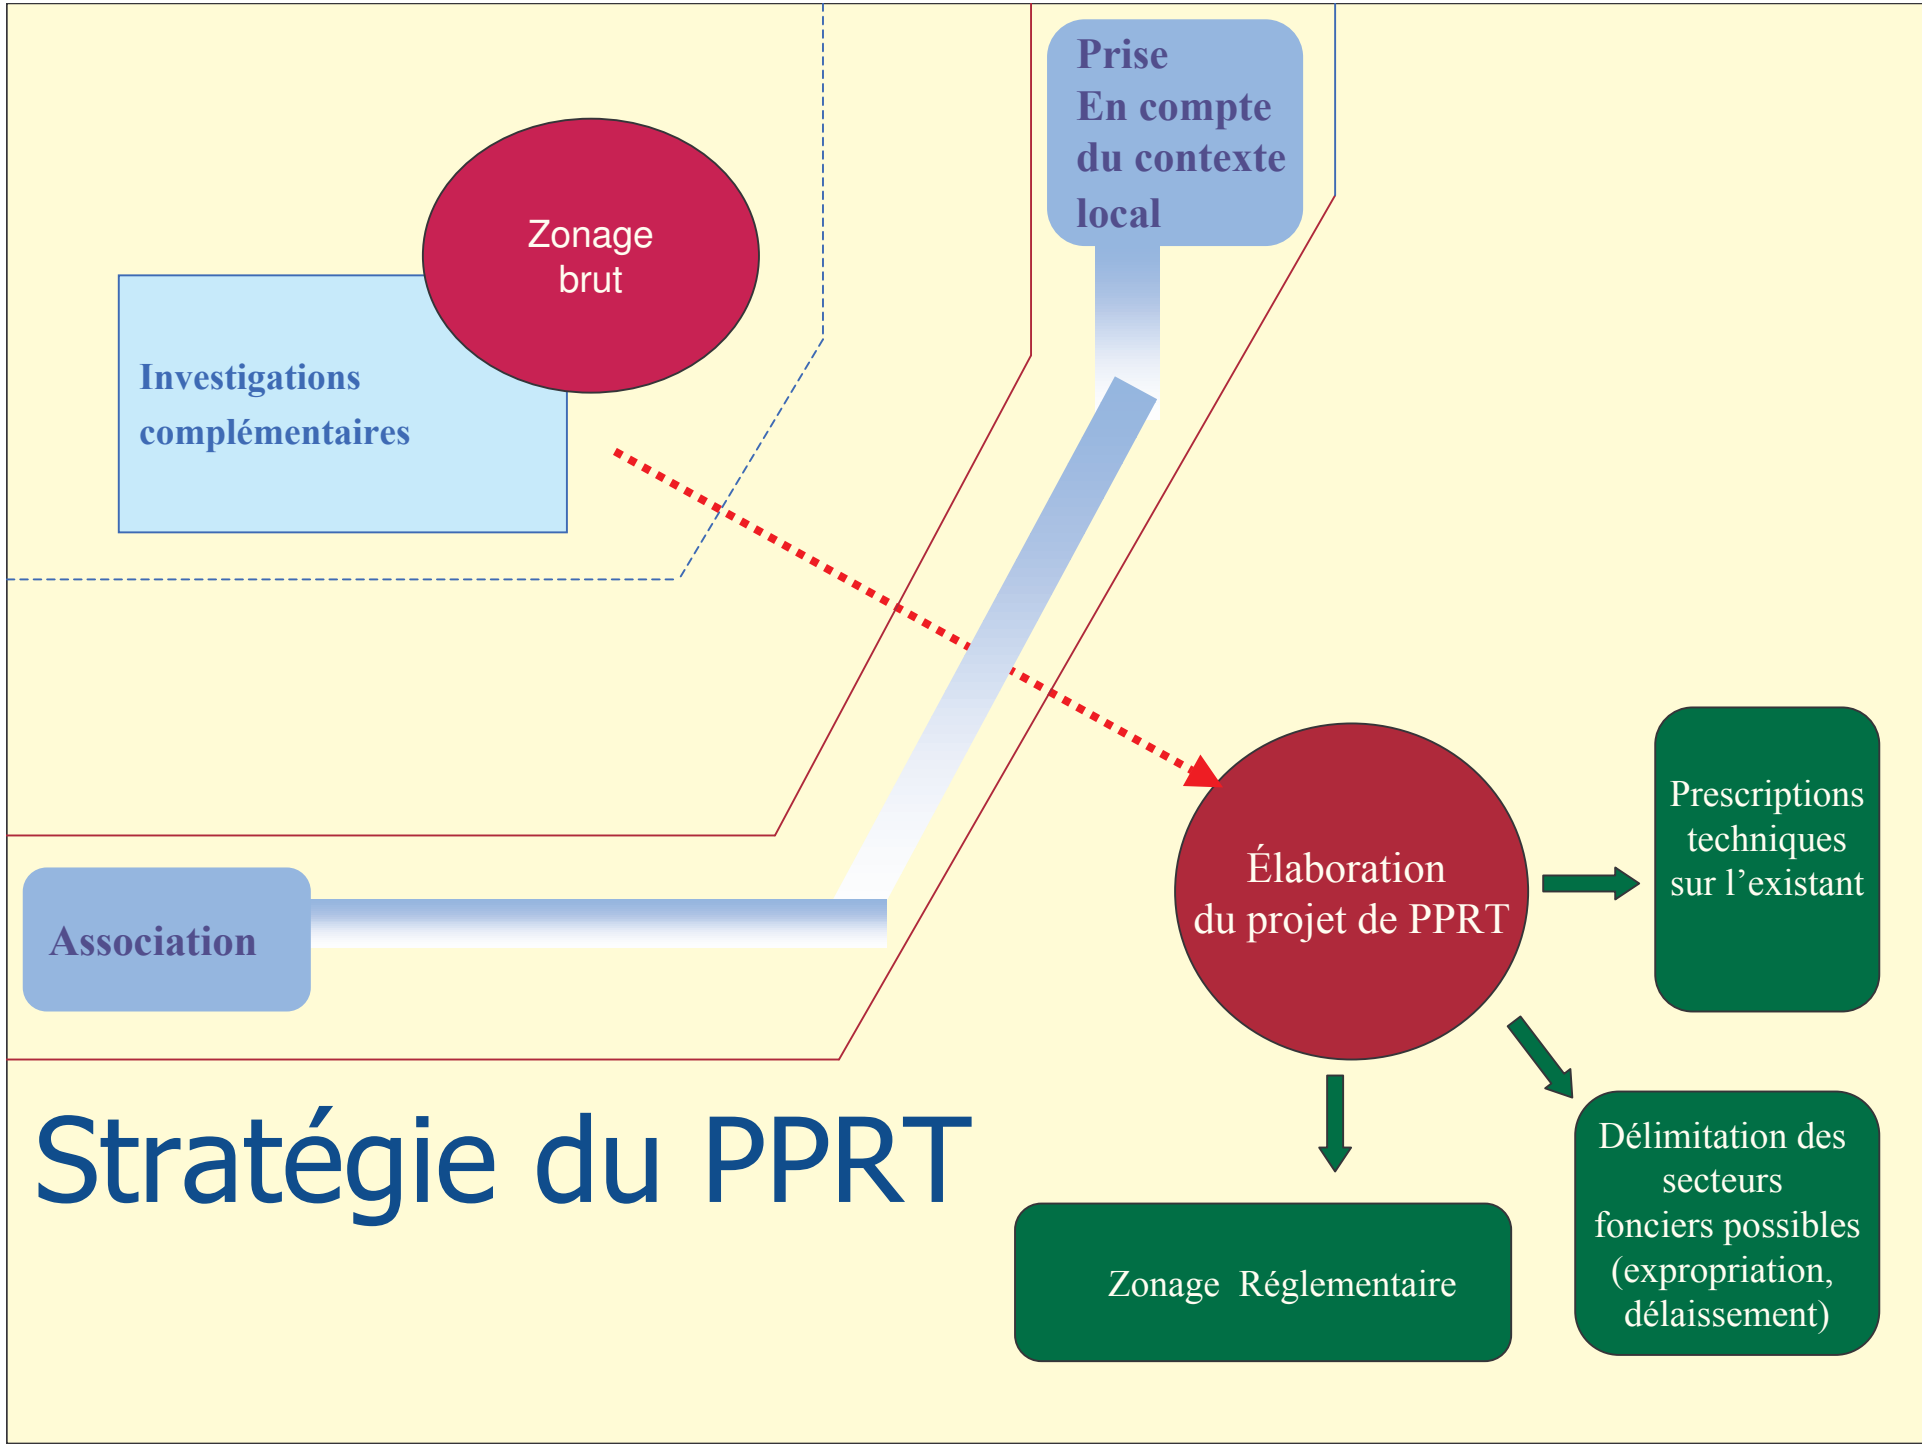 Prise
En compte
du contexte
local
Zonage
brut
Investigations
complémentaires
Association
Élaboration
du projet de PPRT
Prescriptions
techniques
sur l’existant
Stratégie du PPRT
Zonage  Réglementaire
Délimitation des
secteurs
fonciers possibles
(expropriation,
délaissement)